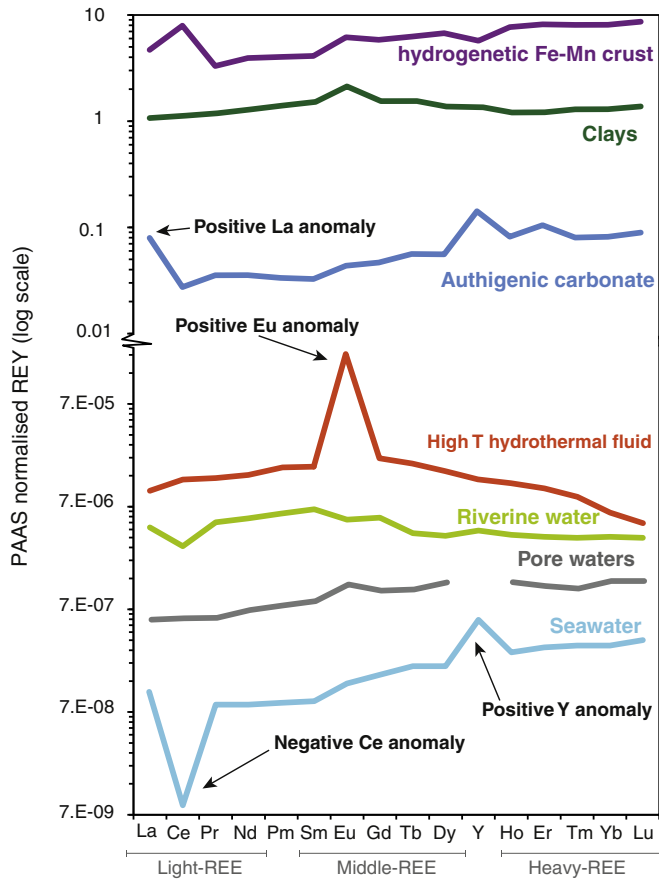 10
hydrogenetic Fe-Mn crust
1
Clays
Positive La anomaly
0.1
Authigenic carbonate
0.01
Positive Eu anomaly
PAAS normalised REY (log scale)
7.E-05
High T hydrothermal fluid
7.E-06
Riverine water
Pore waters
7.E-07
Seawater
7.E-08
Positive Y anomaly
Negative Ce anomaly
7.E-09
La Ce Pr Nd Pm Sm Eu Gd Tb Dy Y Ho Er Tm Yb Lu
Light-REE Middle-REE Heavy-REE